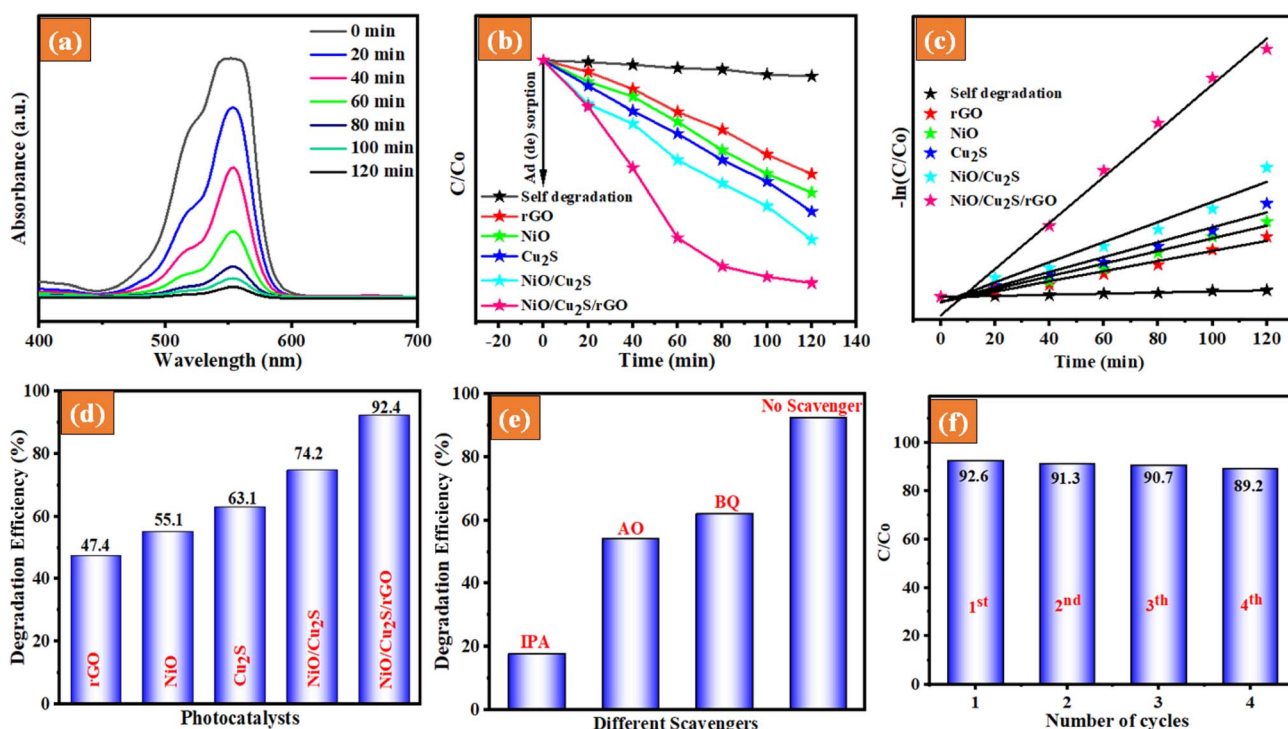 (a)
0 min
20 min
40 min
60 min
80 min
100 min
120 min
Absorbance (a.u.)
400 500 600 700
Wavelength (nm)
(b)
Ad (de) sorption
C/Co
Self degradation
rGO
NiO
Cu₂S
NiO/Cu₂S
NiO/Cu₂S/rGO
-20 0 20 40 60 80 100 120 140
Time (min)
(c)
-ln(C/Co)
Self degradation
rGO
NiO
Cu₂S
NiO/Cu₂S
NiO/Cu₂S/rGO
0 20 40 60 80 100 120
Time (min)
(d)
Degradation Efficiency (%)
100
80
60
40
20
0
47.4
55.1
63.1
74.2
92.4
rGO
NiO
Cu₂S
NiO/Cu₂S
NiO/Cu₂S/rGO
Photocatalysts
(e)
Degradation Efficiency (%)
100
80
60
40
20
0
IPA
AO
BQ
No Scavenger
Different Scavengers
(f)
C/Co
100
80
60
40
20
0
92.6
91.3
90.7
89.2
1st
2nd
3th
4th
1 2 3 4
Number of cycles